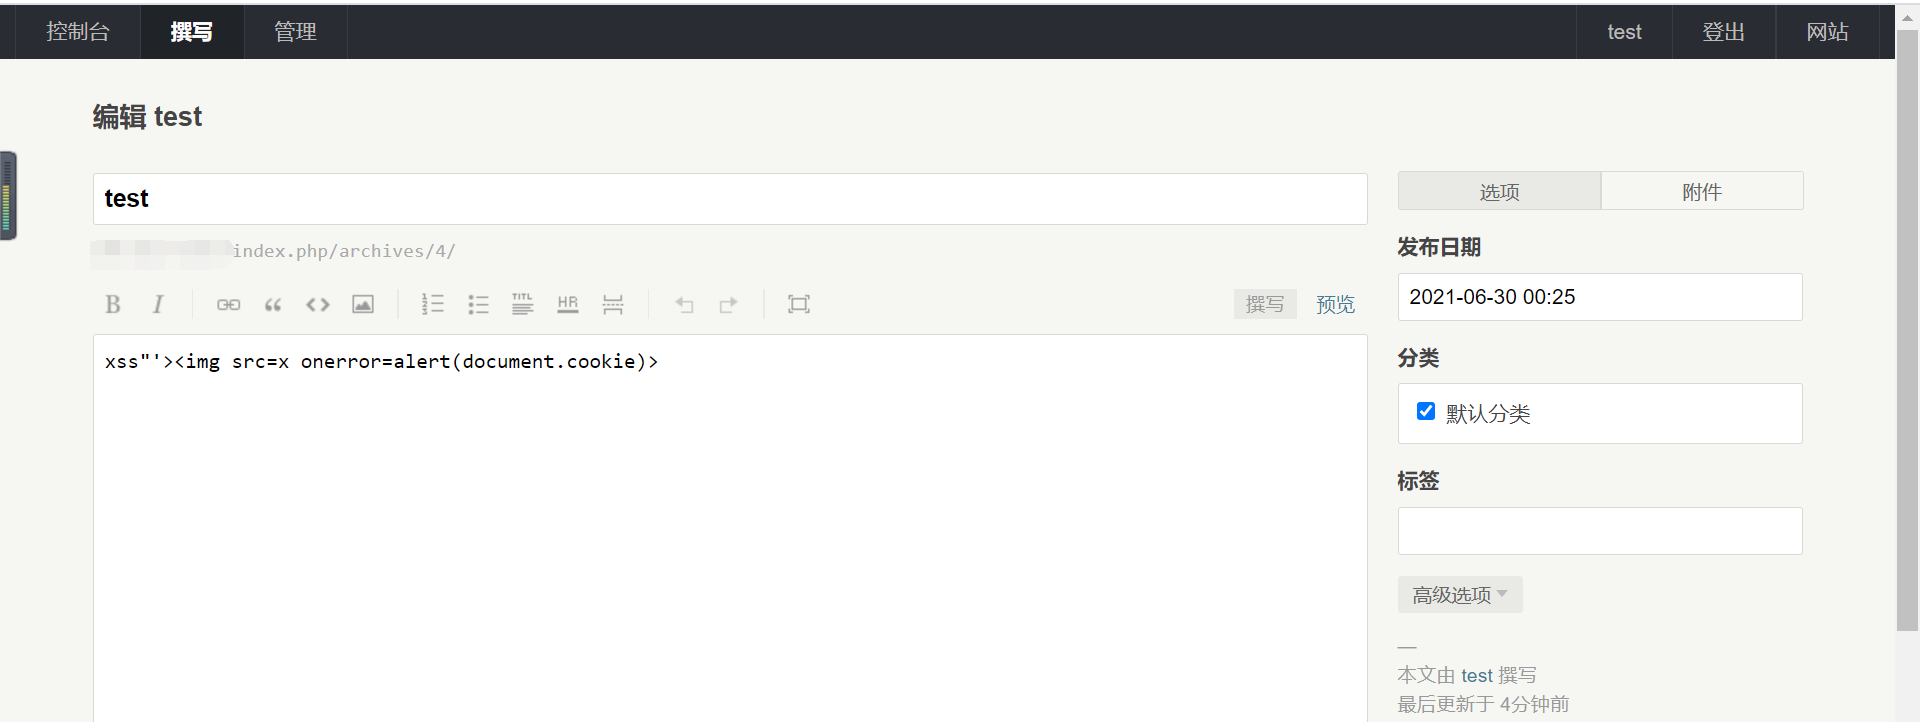 控制台 撰写 管理 test 登出 网站
编辑 test
test
index.php/archives/4/
B I TITL HR 撰写 预览
xss"'><img src=x onerror=alert(document.cookie)>
选项 附件
发布日期
2021-06-30 00:25
分类
默认分类
标签
高级选项
—
本文由 test 撰写
最后更新于 4分钟前